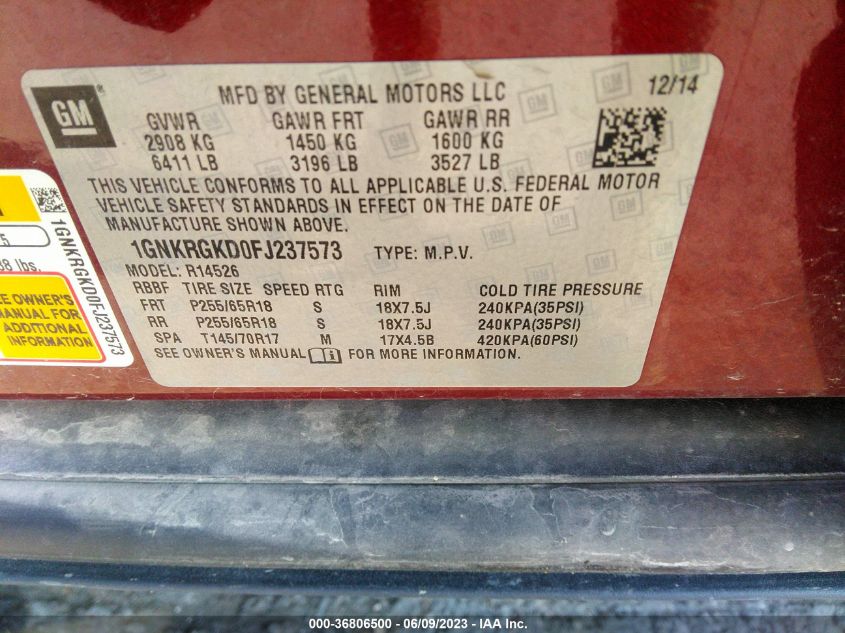 GM
®
MFD BY GENERAL MOTORS LLC 12/14
GVWR GAWR FRT GAWR RR
2908 KG 1450 KG 1600 KG
6411 LB 3196 LB 3527 LB
THIS VEHICLE CONFORMS TO ALL APPLICABLE U.S. FEDERAL MOTOR
VEHICLE SAFETY STANDARDS IN EFFECT ON THE DATE OF
MANUFACTURE SHOWN ABOVE.
1GNKRGKD0FJ237573 TYPE: M.P.V.
MODEL: R14526
RBBF TIRE SIZE SPEED RTG RIM COLD TIRE PRESSURE
FRT P255/65R18 S 18X7.5J 240KPA(35PSI)
RR P255/65R18 S 18X7.5J 240KPA(35PSI)
SPA T145/70R17 M 17X4.5B 420KPA(60PSI)
SEE OWNER'S MANUAL FOR MORE INFORMATION.
lbs.
SEE OWNER'S
MANUAL FOR
ADDITIONAL
INFORMATION
1GNKRGKD0FJ237573
000-36806500 - 06/09/2023 - IAA Inc.